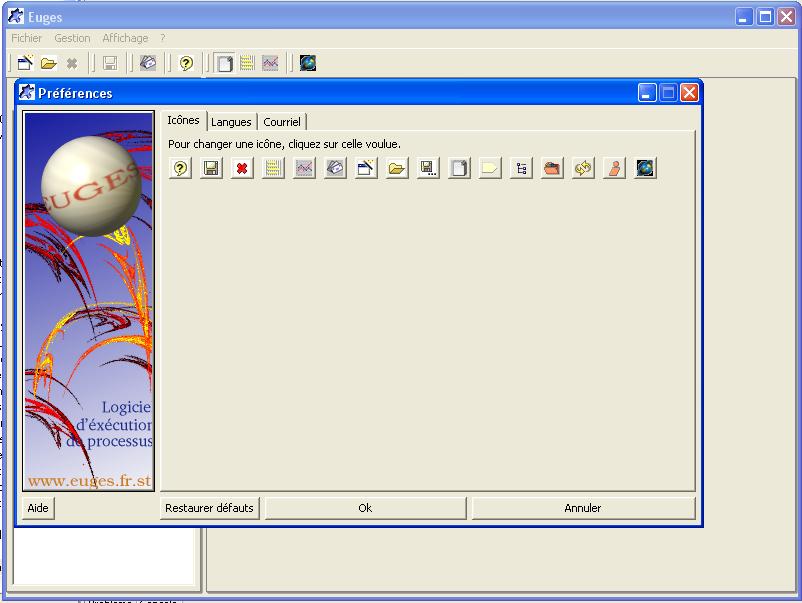 Euges
Fichier Gestion Affichage ?
Préférences
Icônes Langues Courriel
Pour changer une icône, cliquez sur celle voulue.
EUGES
Logicie
d'éxécution
de processus
www.euges.fr.st
Aide Restaurer défauts Ok Annuler